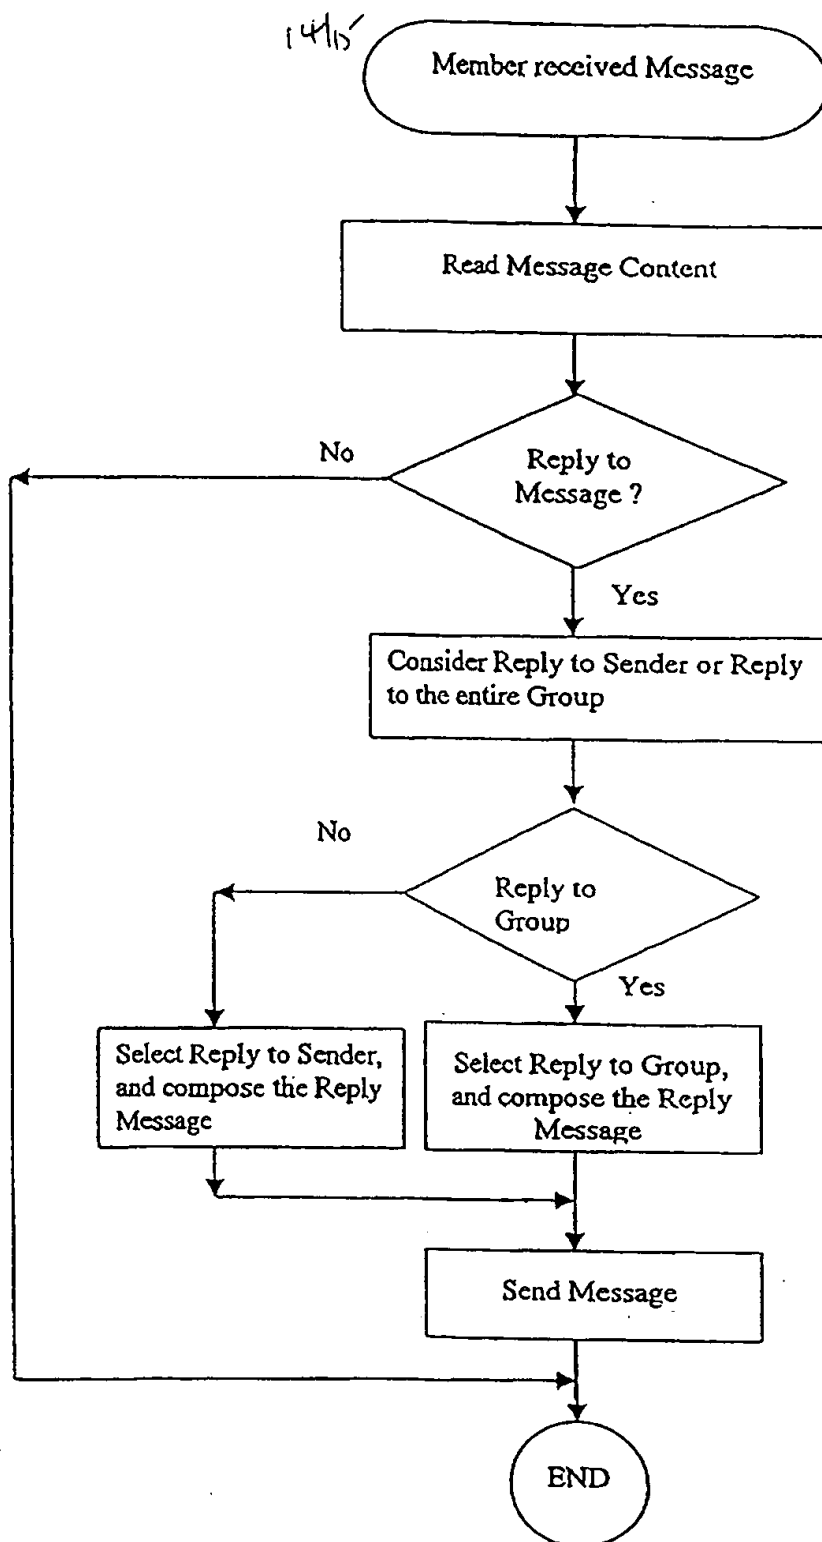 14/15
Member received Message
Read Message Content
No
Reply to
Message ?
Yes
Consider Reply to Sender or Reply
to the entire Group
No
Reply to
Group
Yes
Select Reply to Sender,
and compose the Reply
Message
Select Reply to Group,
and compose the Reply
Message
Send Message
END